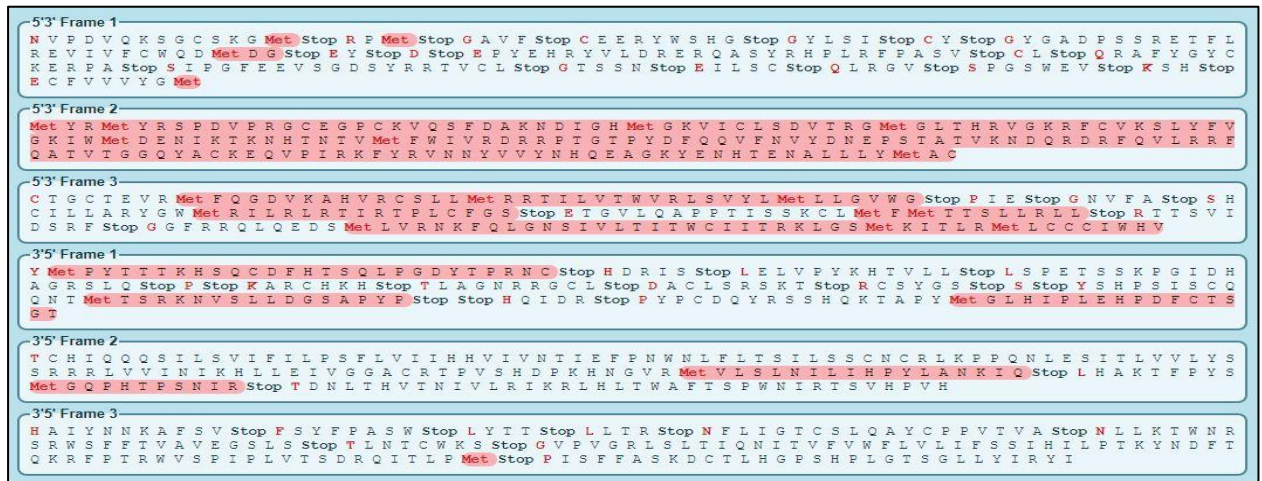 5'3' Frame 1
N V P D V Q K S G C S K G Met Stop R P Met Stop G A V F Stop C E E R Y W S H G Stop G Y L S I Stop C Y Stop G Y G A D P S S R E T F L
R E V I V F C W Q D Met D G Stop E Y Stop D Stop E P Y E H R Y V L D R E R Q A S Y R H P L R F P A S V Stop C L Stop Q R A F Y G Y C
K E R P A Stop S I P G F E E V S G D S Y R R T V C L Stop G T S S N Stop E I L S C Stop Q L R G V Stop S P G S W E V Stop K S H Stop
E C F V V V Y G Met
5'3' Frame 2
Met Y R Met Y R S P D V P R G C E G P C K V Q S F D A K N D I G H Met G K V I C L S D V T R G Met G L T H R V G K R F C V K S L Y F V
G K I W Met D E N I K T K N H T N T V Met F W I V R D R R P T G T P Y D F Q Q V F N V Y D N E P S T A T V K N D Q R D R F Q V L R R F
Q A T V T G G Q Y A C K E Q V P I R K F Y R V N N Y V V Y N H Q E A G K Y E N H T E N A L L L Y Met A C
5'3' Frame 3
C T G C T E V R Met F Q G D V K A H V R C S L L Met R R T I L V T W V R L S V Y L Met L L G V W G Stop P I E Stop G N V F A Stop S H
C I L L A R Y G W Met R I L R L R T I R T P L C F G S Stop E T G V L Q A P P T I S S K C L Met F Met T T S L L R L L Stop R T T S V I
D S R F Stop G G F R R Q L Q E D S Met L V R N K F Q L G N S I V L T I T W C I I T R K L G S Met K I T L R Met L C C C I W H V
3'5' Frame 1
Y Met P Y T T T K H S Q C D F H T S Q L P G D Y T P R N C Stop H D R I S Stop L E L V P Y K H T V L L Stop L S P E T S S K P G I D H
A G R S L Q Stop P Stop K A R C H K H Stop T L A G N R R G C L Stop D A C L S R S K T Stop R C S Y G S Stop S Stop Y S H P S I S C Q
Q N T Met T S R K N V S L L D G S A P Y P Stop Stop H Q I D R Stop P Y P C D Q Y R S S H Q K T A P Y Met G L H I P L E H P D F C T S
G T
3'5' Frame 2
T C H I Q Q Q S I L S V I F I L P S F L V I I H H V I V N T I E F P N W N L F L T S I L S S C N C R L K P P Q N L E S I T L V V L Y S
S R R R L V V I N I K H L L E I V G G A C R T P V S H D P K H N G V R Met V L S L N I L I H P Y L A N K I Q Stop L H A K T F P Y S
Met G Q P H T P S N I R Stop T D N L T H V T N I V L R I K R L H L T W A F T S P W N I R T S V H P V H
3'5' Frame 3
H A I Y N N K A F S V Stop F S Y F P A S W Stop L Y T T Stop L L T R Stop N F L I G T C S L Q A Y C P P V T V A Stop N L L K T W N R
S R W S F F T V A V E G S L S Stop T L N T C W K S Stop G V P V G R L S L T I Q N I T V F V W F L V L I F S S I H I L P T K Y N D F T
Q K R F P T R W V S P I P L V T S D R Q I T L P Met Stop P I S F F A S K D C T L H G P S H P L G T S G L L Y I R Y I